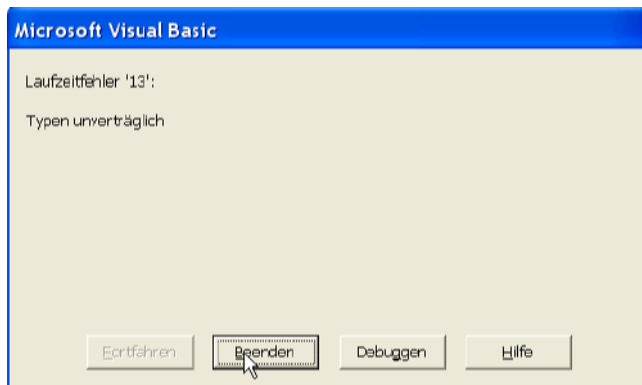 Microsoft Visual Basic
Laufzeitfehler '13':
Typen unverträglich
Fortfahren Beenden Debuggen Hilfe